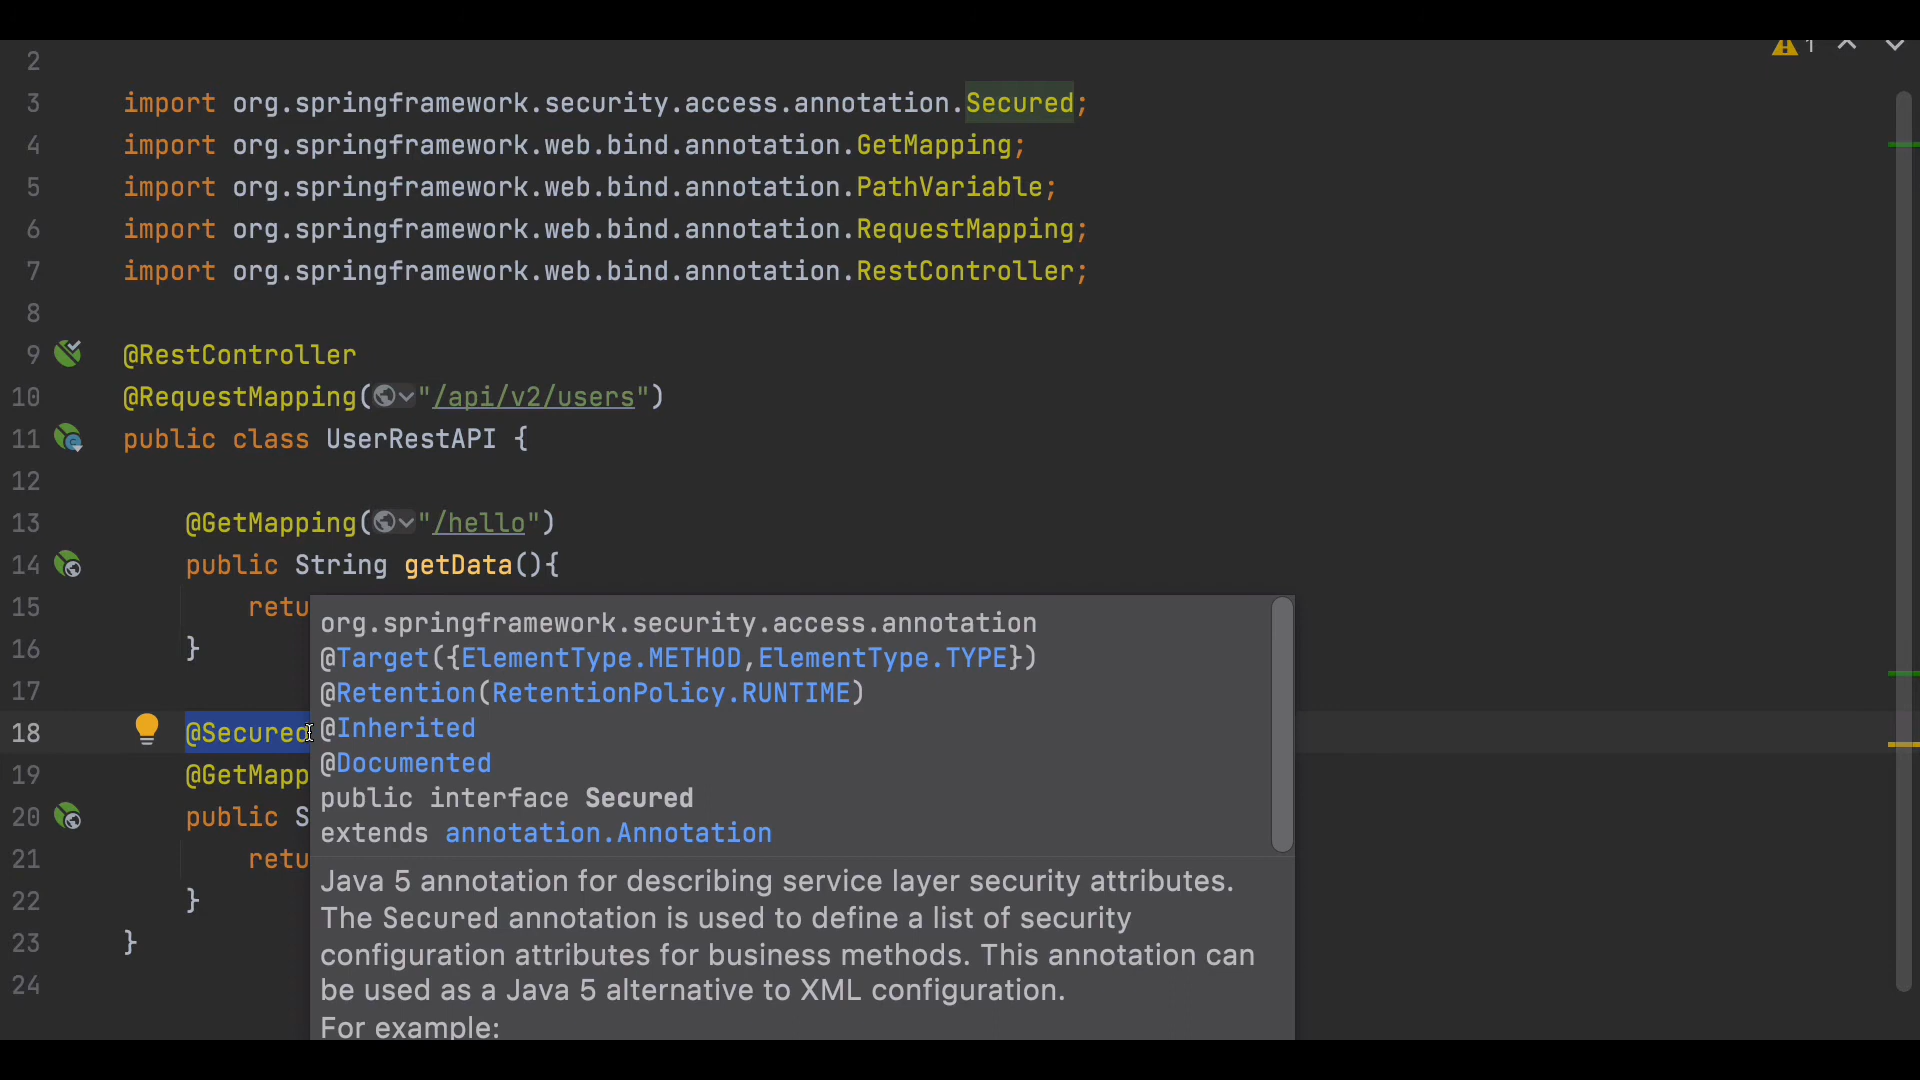 1
2
3 import org.springframework.security.access.annotation.Secured;
4 import org.springframework.web.bind.annotation.GetMapping;
5 import org.springframework.web.bind.annotation.PathVariable;
6 import org.springframework.web.bind.annotation.RequestMapping;
7 import org.springframework.web.bind.annotation.RestController;
8
9 @RestController
10 @RequestMapping("/api/v2/users")
11 public class UserRestAPI {
12
13 @GetMapping("/hello")
14 public String getData(){
15 retu
16 }
17
18 @Secured
19 @GetMapp
20 public S
21 retu
22 }
23 }
24
org.springframework.security.access.annotation
@Target({ElementType.METHOD,ElementType.TYPE})
@Retention(RetentionPolicy.RUNTIME)
@Inherited
@Documented
public interface Secured
extends annotation.Annotation
Java 5 annotation for describing service layer security attributes.
The Secured annotation is used to define a list of security
configuration attributes for business methods. This annotation can
be used as a Java 5 alternative to XML configuration.
For example: